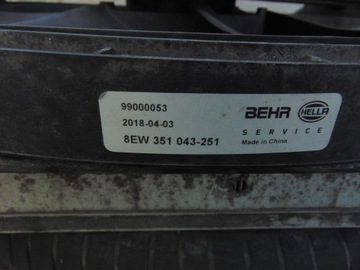 99000053
2018-04-03
8EW 351 043-251
BEHR HELLA
SERVICE
Made in China